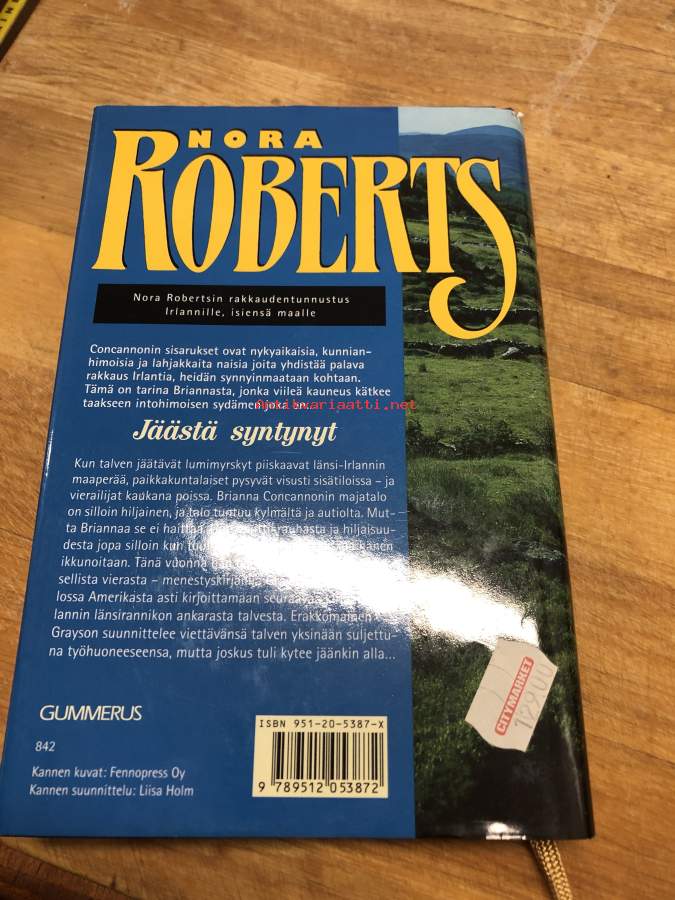 NORA
ROBERTS
Nora Robertsin rakkaudentunnustus
Irlannille, isiensä maalle
Concannonin sisarukset ovat nykyaikaisia, kunnian-
himoisia ja lahjakkaita naisia joita yhdistää palava
rakkaus Irlantia, heidän synnyinmaataan kohtaan.
Tämä on tarina Briannasta, jonka viileä kauneus kätkee
taakseen intohimoisen sydämen
Antikvariaatti.net
Jäästä syntynyt
Kun talven jäätävät lumimyrskyt piiskaavat länsi-Irlannin
maaperää, paikkakuntalaiset pysyvät visusti sisätiloissa – ja
vierailijat kaukana poissa. Brianna Concannonin majatalo
on silloin hiljainen, ja talo tuntuu kylmältä ja autiolta. Mut-
ta Briannaa se ei haittaa rauhasta ja hiljaisuu-
desta jopa silloin kun
ikkunoitaan. Tänä vuonna
sellista vierasta – menestyskirjailija
lossa Amerikasta asti kirjoittamaan
lannin länsirannikon ankarasta talvesta. Erakkomainen
Grayson suunnittelee viettävänsä talven yksinään suljettu-
na työhuoneeseensa, mutta joskus tuli kytee jäänkin alla...
GUMMERUS
842
Kannen kuvat: Fennopress Oy
Kannen suunnittelu: Liisa Holm
ISBN 951-20-5387-X
9 789512 053872
CITYMARKET